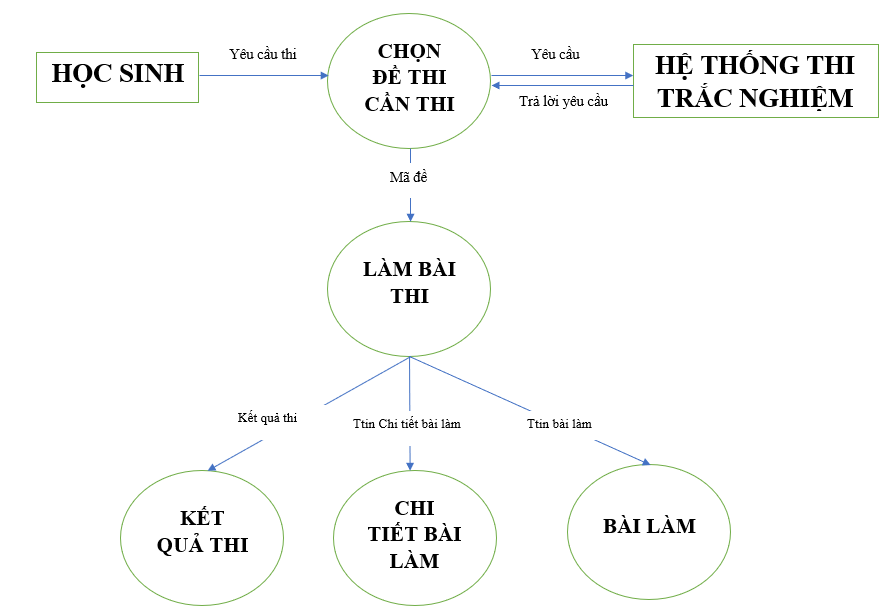 HỌC SINH
Yêu cầu thi
CHỌN
ĐỀ THI
CẦN THI
Yêu cầu
Trả lời yêu cầu
HỆ THỐNG THI
TRẮC NGHIỆM
Mã đề
LÀM BÀI
THI
Kết quả thi
Ttin Chi tiết bài làm
Ttin bài làm
KẾT
QUẢ THI
CHI
TIẾT BÀI
LÀM
BÀI LÀM